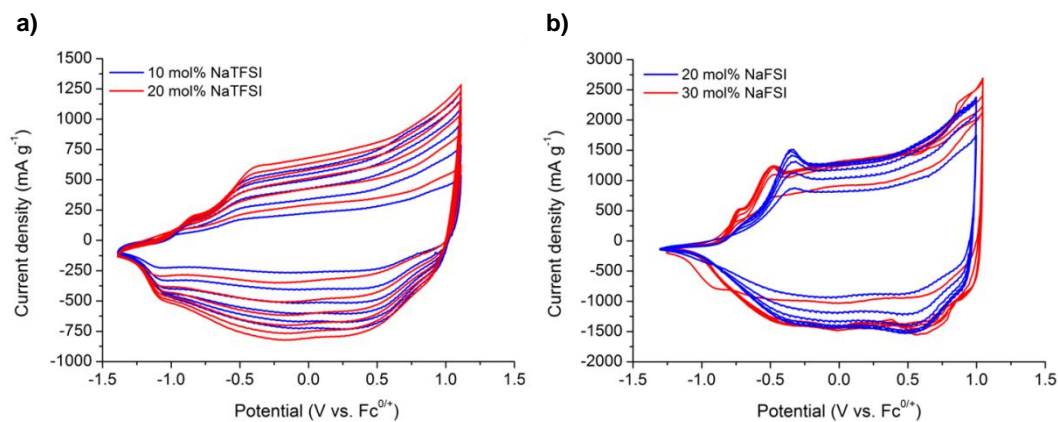 a)
1500
1250
1000
750
500
250
0
-250
-500
-750
-1000
10 mol% NaTFSI
20 mol% NaTFSI
Current density (mA g⁻¹)
-1.5 -1.0 -0.5 0.0 0.5 1.0 1.5
Potential (V vs. Fc⁰/⁺)
b)
3000
2500
2000
1500
1000
500
0
-500
-1000
-1500
-2000
20 mol% NaFSI
30 mol% NaFSI
Current density (mA g⁻¹)
-1.5 -1.0 -0.5 0.0 0.5 1.0 1.5
Potential (V vs. Fc⁰/⁺)